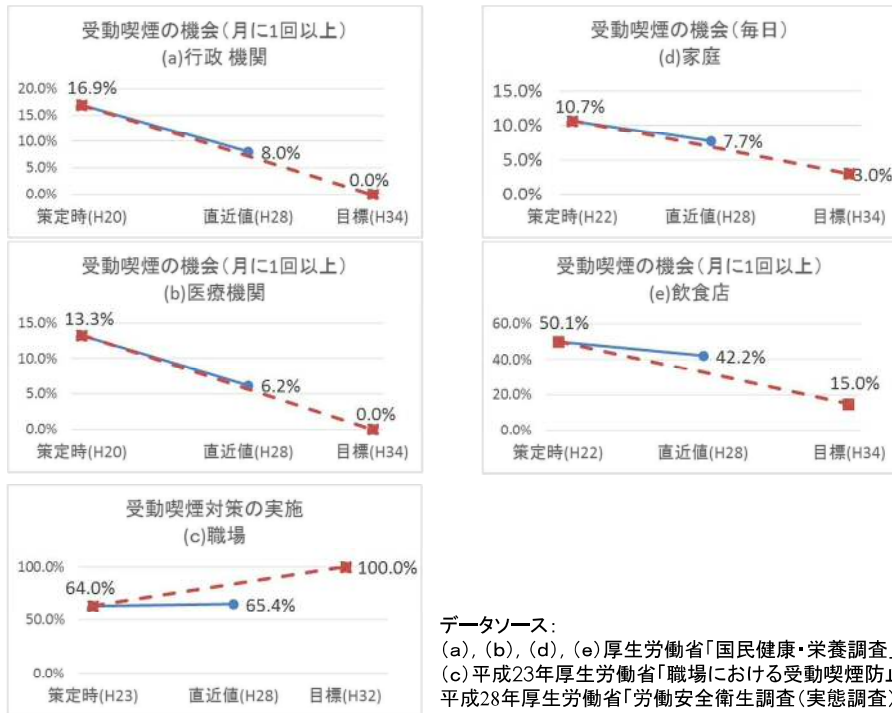 受動喫煙の機会(月に1回以上)
(a)行政 機関
20.0%
15.0%
10.0%
5.0%
0.0%
16.9%
8.0%
0.0%
策定時(H20)
直近値(H28)
目標(H34)
受動喫煙の機会(月に1回以上)
(b)医療機関
15.0%
10.0%
5.0%
0.0%
13.3%
6.2%
0.0%
策定時(H20)
直近値(H28)
目標(H34)
受動喫煙対策の実施
(c)職場
100.0%
50.0%
0.0%
64.0%
65.4%
100.0%
策定時(H23)
直近値(H28)
目標(H32)
受動喫煙の機会(毎日)
(d)家庭
15.0%
10.0%
5.0%
0.0%
10.7%
7.7%
3.0%
策定時(H22)
直近値(H28)
目標(H34)
受動喫煙の機会(月に1回以上)
(e)飲食店
60.0%
40.0%
20.0%
0.0%
50.1%
42.2%
15.0%
策定時(H22)
直近値(H28)
目標(H34)
データソース:
(a), (b), (d), (e)厚生労働省「国民健康・栄養調査」
(c)平成23年厚生労働省「職場における受動喫煙防止
平成28年厚生労働省「労働安全衛生調査(実態調査)